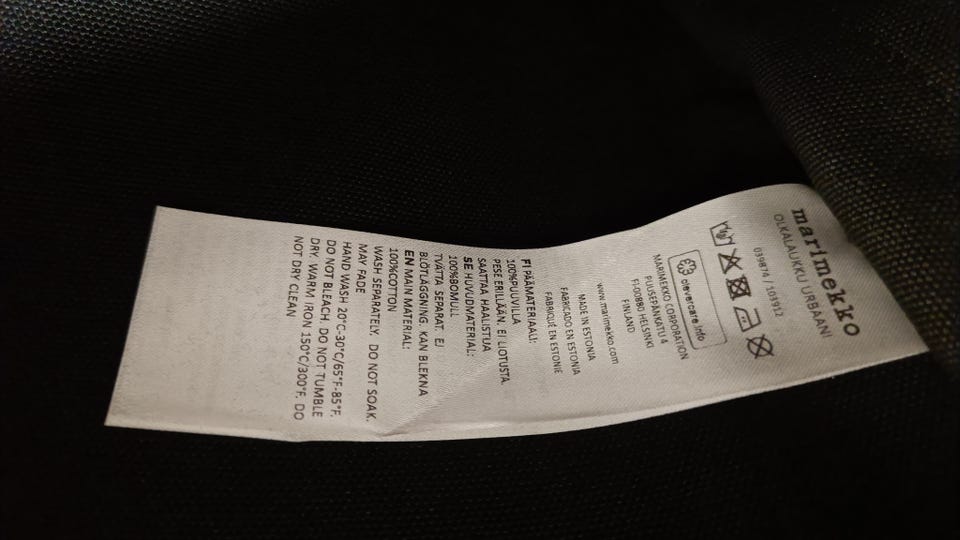 marimekko
OLKALAUKKU URBAANI
039874 / 103912
clevercare.info
MARIMEKKO CORPORATION
PUUSEPÄNKATU 4
FI-00880 HELSINKI
FINLAND
www.marimekko.com
MADE IN ESTONIA
FABRICADO EN ESTONIA
FABRIQUÉ EN ESTONIE
FI PÄÄMATERIAALI:
100%PUUVILLA
PESE ERILLÄÄN. EI LIOTUSTA.
SAATTAA HAALISTUA
SE HUVUDMATERIAL:
100%BOMULL
TVÄTTA SEPARAT. EJ
BLÖTLÄGGNING. KAN BLEKNA
EN MAIN MATERIAL:
100%COTTON
WASH SEPARATELY. DO NOT SOAK.
MAY FADE
HAND WASH 20°C-30°C/65°F-85°F.
DO NOT BLEACH. DO NOT TUMBLE
DRY. WARM IRON 150°C/300°F. DO
NOT DRY CLEAN